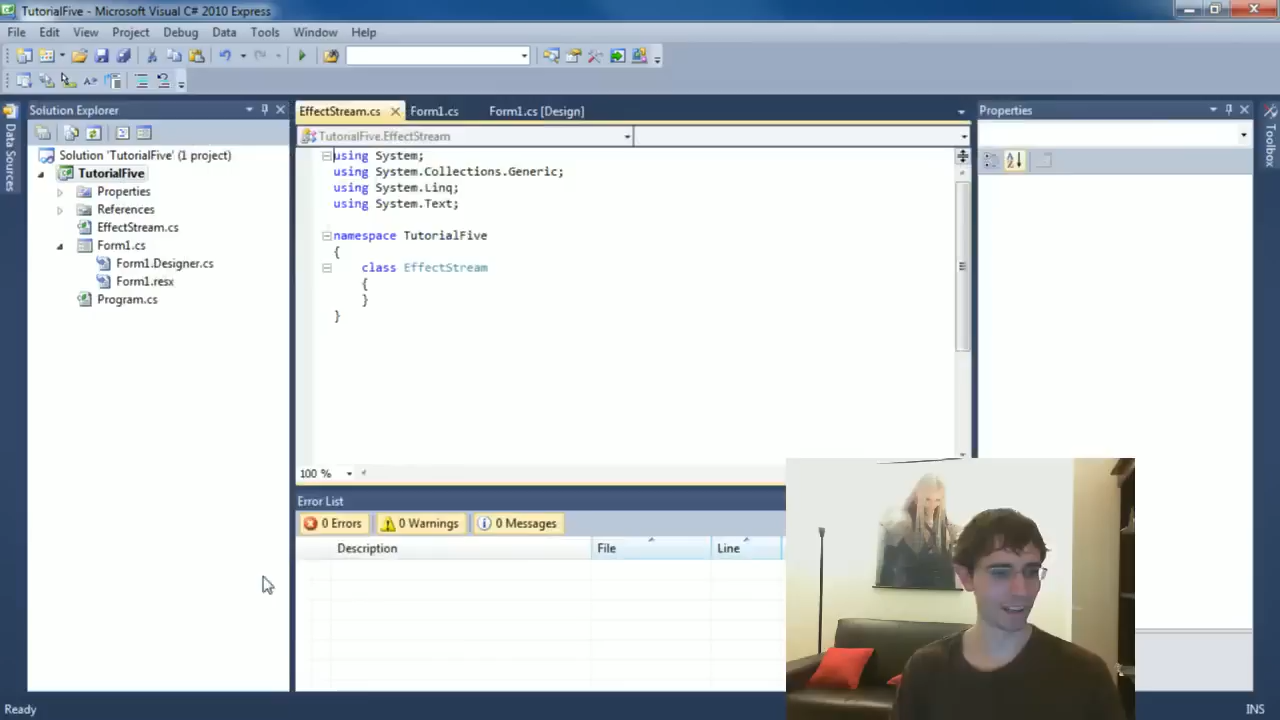 TutorialFive - Microsoft Visual C# 2010 Express
File Edit View Project Debug Data Tools Window Help
Solution Explorer
Solution 'TutorialFive' (1 project)
TutorialFive
Properties
References
EffectStream.cs
Form1.cs
Form1.Designer.cs
Form1.resx
Program.cs
Data Sources
EffectStream.cs Form1.cs Form1.cs [Design]
TutorialFive.EffectStream
using System;
using System.Collections.Generic;
using System.Linq;
using System.Text;
namespace TutorialFive
{
class EffectStream
{
}
}
100 %
Error List
0 Errors 0 Warnings 0 Messages
Description File Line
Properties
Toolbox
Ready INS